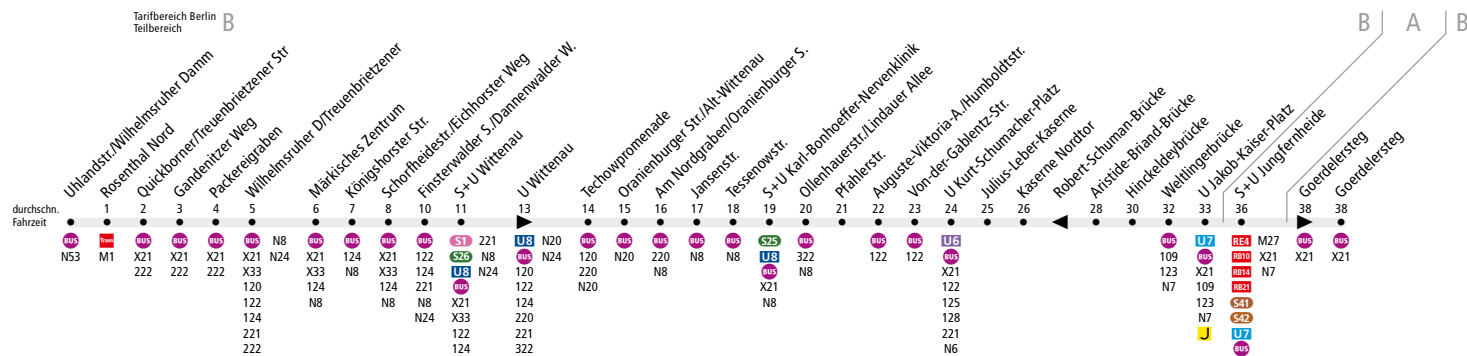 Tarifbereich Berlin
Teilbereich
B
B
A
B
Uhlandstr./Wilhelmsruher Damm
Rosenthal Nord
Quickborner/Treuenbrietzener Str
Gandenitzer Weg
Packereigraben
Wilhelmsruher D/Treuenbrietzener
Märkisches Zentrum
Königshorster Str.
Schorfheidestr./Eichhorster Weg
Finsterwalder S./Dannenwalder W.
S+U Wittenau
U Wittenau
Techowpromenade
Oranienburger Str./Alt-Wittenau
Am Nordgraben/Oranienburger S.
Jansenstr.
Tessenowstr.
S+U Karl-Bonhoeffer-Nervenklinik
Ollenhauerstr./Lindauer Allee
Pfahlerstr.
Auguste-Viktoria-A./Humboldtstr.
Von-der-Gablentz-Str.
U Kurt-Schumacher-Platz
Julius-Leber-Kaserne
Kaserne Nordtor
Robert-Schuman-Brücke
Aristide-Briand-Brücke
Hinckeldeybrücke
Weltlingerbrücke
U Jakob-Kaiser-Platz
S+U Jungfernheide
Goerdelersteg
Goerdelersteg
durchschn. 1 2 3 4 5 6 7 8 10 11 13 14 15 16 17 18 19 20 21 22 23 24 25 26 28 30 32 33 36 38 38
Fahrzeit
BUS
N53
Tram
M1
BUS
X21
222
BUS
X21
222
BUS
X21
222
BUS
X21
X33
120
122
124
221
222
N8
N24
BUS
X21
X33
124
N8
BUS
124
N8
BUS
X21
X33
124
N8
BUS
122
124
221
N8
N24
S1
S26
U8
BUS
X21
X33
122
124
221
N8
N24
U8
BUS
120
122
124
220
221
322
N20
N24
BUS
120
220
N20
BUS
N20
BUS
220
N8
BUS
N8
BUS
N8
S25
U8
BUS
X21
N8
BUS
322
N8
BUS
122
BUS
122
U6
BUS
X21
122
125
128
221
N6
BUS
109
123
N7
U7
BUS
X21
109
123
N7
J
RE4
RB10
RB14
RB21
S41
S42
U7
BUS
M27
X21
N7
BUS
X21
BUS
X21